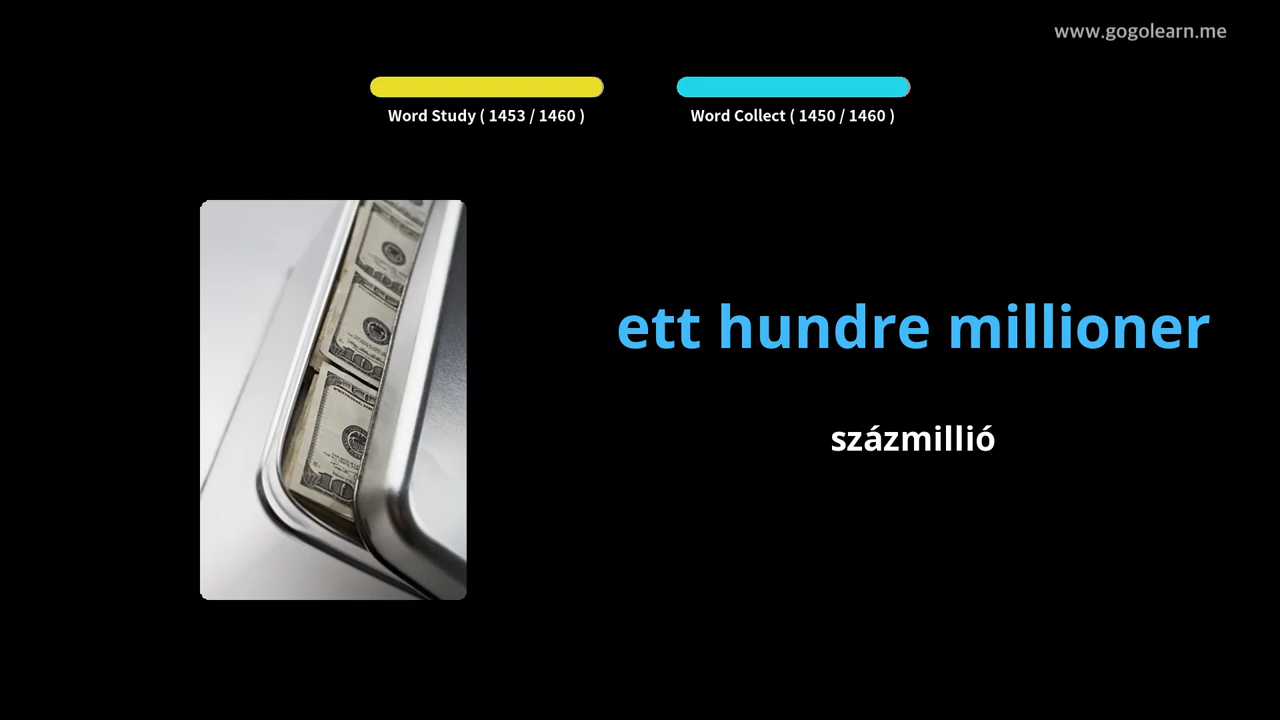 www.gogolearn.me
Word Study ( 1453 / 1460 )
Word Collect ( 1450 / 1460 )
ett hundre millioner
százmillió